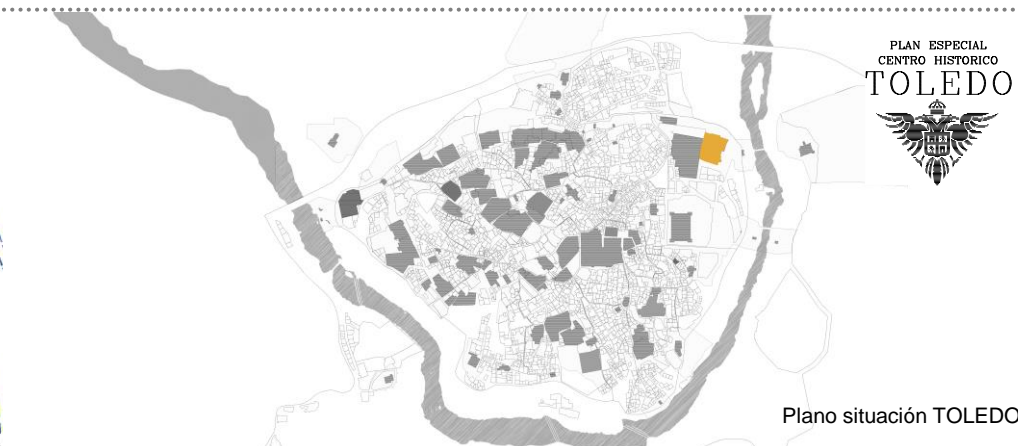 PLAN ESPECIAL
CENTRO HISTORICO
TOLEDO
Plano situación TOLEDO